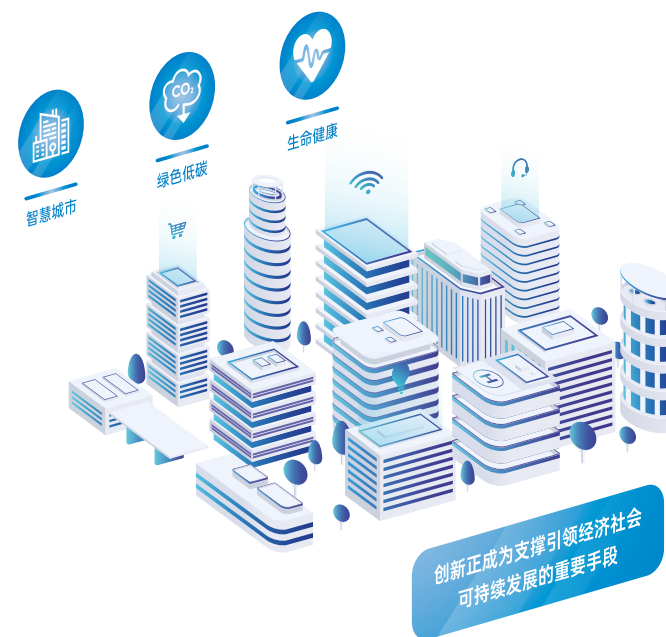 生命健康
CO2
绿色低碳
智慧城市
H
创新正成为支撑引领经济社会
可持续发展的重要手段